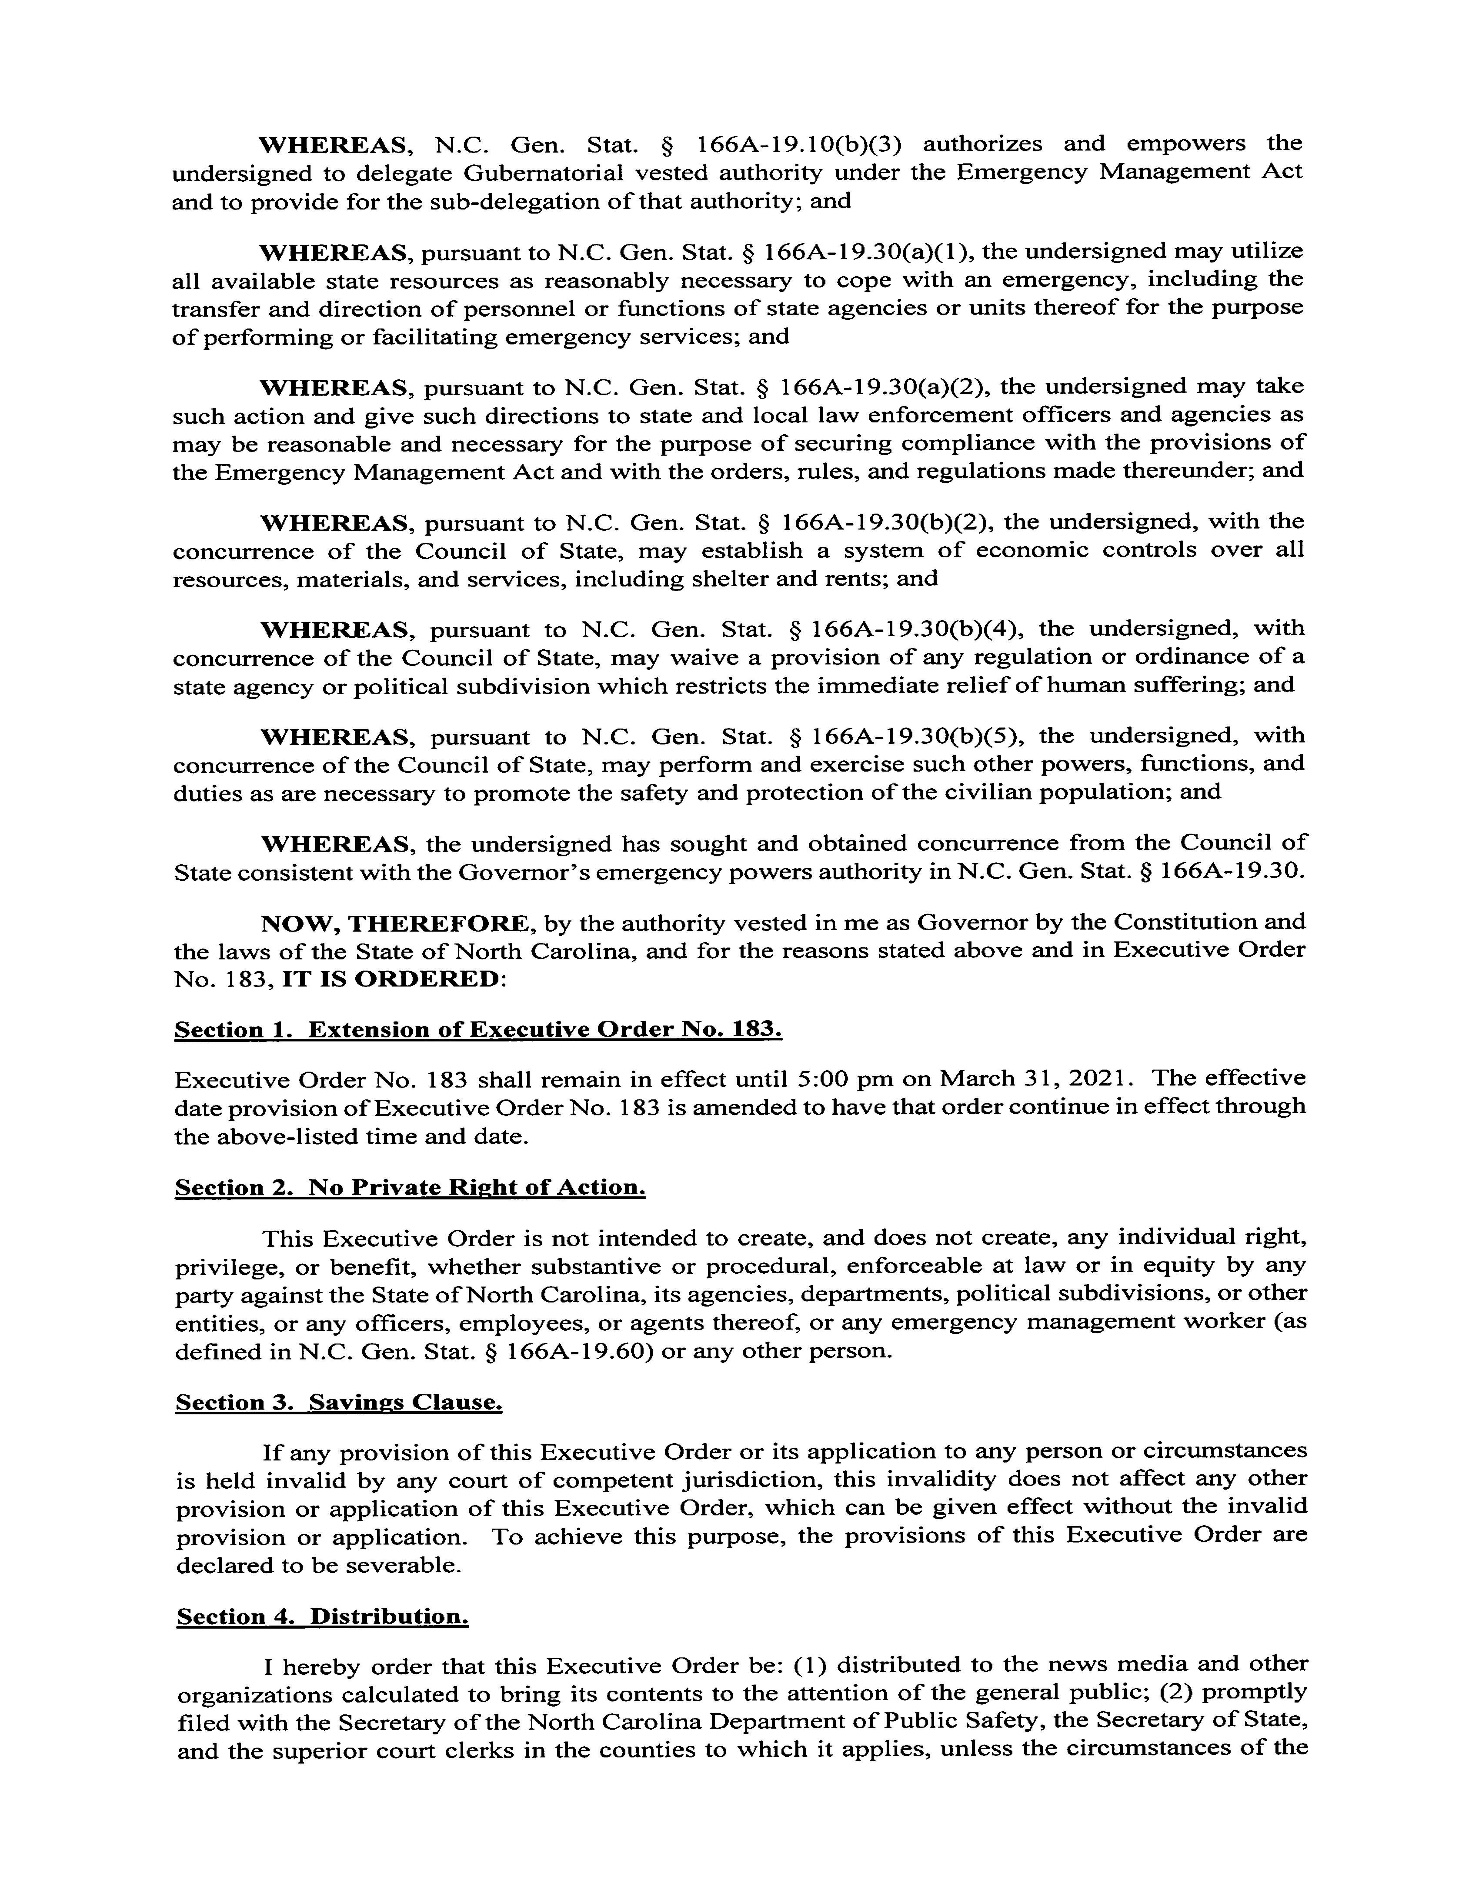 WHEREAS, N.C. Gen. Stat. § 166A-19.10(b)(3) authorizes and empowers the
undersigned to delegate Gubernatorial vested authority under the Emergency Management Act
and to provide for the sub-delegation of that authority; and
WHEREAS, pursuant to N.C. Gen. Stat. § 166A-19.30(a)(1), the undersigned may utilize
all available state resources as reasonably necessary to cope with an emergency, including the
transfer and direction of personnel or functions of state agencies or units thereof for the purpose
of performing or facilitating emergency services; and
WHEREAS, pursuant to N.C. Gen. Stat. § 166A-19.30(a)(2), the undersigned may take
such action and give such directions to state and local law enforcement officers and agencies as
may be reasonable and necessary for the purpose of securing compliance with the provisions of
the Emergency Management Act and with the orders, rules, and regulations made thereunder; and
WHEREAS, pursuant to N.C. Gen. Stat. § 166A-19.30(b)(2), the undersigned, with the
concurrence of the Council of State, may establish a system of economic controls over all
resources, materials, and services, including shelter and rents; and
WHEREAS, pursuant to N.C. Gen. Stat. § 166A-19.30(b)(4), the undersigned, with
concurrence of the Council of State, may waive a provision of any regulation or ordinance of a
state agency or political subdivision which restricts the immediate relief of human suffering; and
WHEREAS, pursuant to N.C. Gen. Stat. § 166A-19.30(b)(5), the undersigned, with
concurrence of the Council of State, may perform and exercise such other powers, functions, and
duties as are necessary to promote the safety and protection of the civilian population; and
WHEREAS, the undersigned has sought and obtained concurrence from the Council of
State consistent with the Governor's emergency powers authority in N.C. Gen. Stat. § 166A-19.30.
NOW, THEREFORE, by the authority vested in me as Governor by the Constitution and
the laws of the State of North Carolina, and for the reasons stated above and in Executive Order
No. 183, IT IS ORDERED:
Section 1. Extension of Executive Order No. 183.
Executive Order No. 183 shall remain in effect until 5:00 pm on March 31, 2021. The effective
date provision of Executive Order No. 183 is amended to have that order continue in effect through
the above-listed time and date.
Section 2. No Private Right of Action.
This Executive Order is not intended to create, and does not create, any individual right,
privilege, or benefit, whether substantive or procedural, enforceable at law or in equity by any
party against the State of North Carolina, its agencies, departments, political subdivisions, or other
entities, or any officers, employees, or agents thereof, or any emergency management worker (as
defined in N.C. Gen. Stat. § 166A-19.60) or any other person.
Section 3. Savings Clause.
If any provision of this Executive Order or its application to any person or circumstances
is held invalid by any court of competent jurisdiction, this invalidity does not affect any other
provision or application of this Executive Order, which can be given effect without the invalid
provision or application. To achieve this purpose, the provisions of this Executive Order are
declared to be severable.
Section 4. Distribution.
I hereby order that this Executive Order be: (1) distributed to the news media and other
organizations calculated to bring its contents to the attention of the general public; (2) promptly
filed with the Secretary of the North Carolina Department of Public Safety, the Secretary of State,
and the superior court clerks in the counties to which it applies, unless the circumstances of the